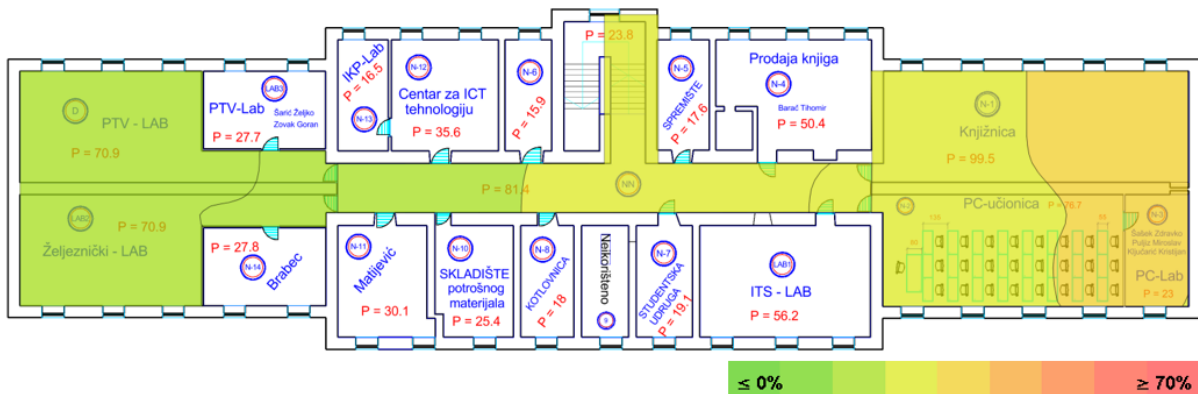 P = 23.8
D
PTV - LAB
P = 70.9
LAB3
PTV-Lab
Šarić Željko
Zovak Goran
P = 27.7
IKP-Lab
P = 16.5
N-13
N-12
Centar za ICT
tehnologiju
P = 35.6
N-6
P = 15.9
N-5
SPREMIŠTE
P = 17.6
Prodaja knjiga
N-4
Barač Tihomir
P = 50.4
N-1
Knjižnica
P = 99.5
P = 81.4
NN
LAB2
P = 70.9
Željeznički - LAB
P = 27.8
N-14
Brabec
N-11
Matijević
P = 30.1
N-10
SKLADIŠTE
potrošnog
materijala
P = 25.4
N-8
KOTLOVNICA
P = 18
Neikorišteno
9
N-7
STUDENTSKA
UDRUGA
P = 19.1
LAB1
ITS - LAB
P = 56.2
N-2
PC-učionica
P = 76.7
N-3
Šašek Zdravko
Puljiz Miroslav
Ključarić Kristijan
PC-Lab
P = 23
≤ 0%
≥ 70%